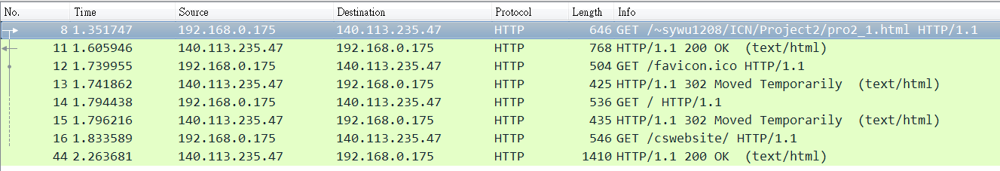 No. Time Source Destination Protocol Length Info
8 1.351747 192.168.0.175 140.113.235.47 HTTP 646 GET /~sywu1208/ICN/Project2/pro2_1.html HTTP/1.1
11 1.605946 140.113.235.47 192.168.0.175 HTTP 768 HTTP/1.1 200 OK (text/html)
12 1.739955 192.168.0.175 140.113.235.47 HTTP 504 GET /favicon.ico HTTP/1.1
13 1.741862 140.113.235.47 192.168.0.175 HTTP 425 HTTP/1.1 302 Moved Temporarily (text/html)
14 1.794438 192.168.0.175 140.113.235.47 HTTP 536 GET / HTTP/1.1
15 1.796216 140.113.235.47 192.168.0.175 HTTP 435 HTTP/1.1 302 Moved Temporarily (text/html)
16 1.833589 192.168.0.175 140.113.235.47 HTTP 546 GET /cswebsite/ HTTP/1.1
44 2.263681 140.113.235.47 192.168.0.175 HTTP 1410 HTTP/1.1 200 OK (text/html)